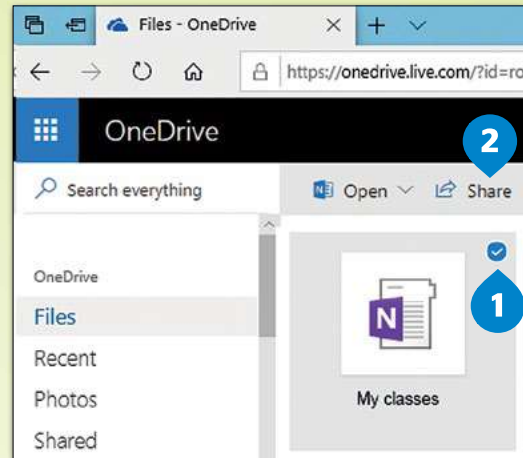 Files - OneDrive
https://onedrive.live.com/?id=ro
OneDrive
2
Search everything
Open
Share
OneDrive
1
Files
N
Recent
Photos
My classes
Shared